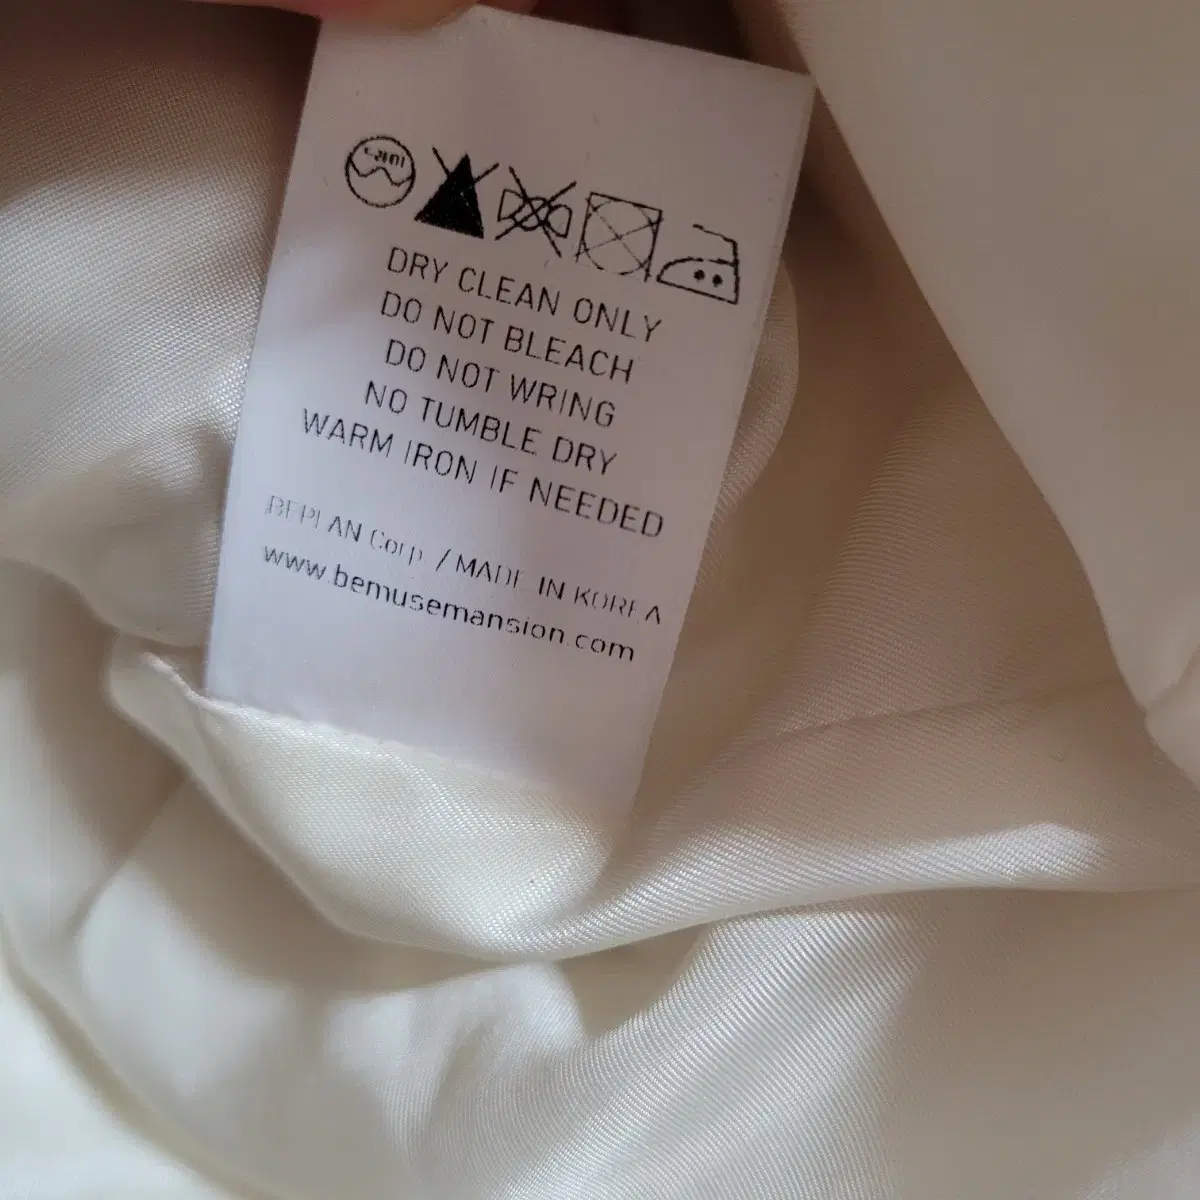 DRY CLEAN ONLY
DO NOT BLEACH
DO NOT WRING
NO TUMBLE DRY
WARM IRON IF NEEDED
BEPLAN Corp. / MADE IN KOREA
www.bemusemansion.com